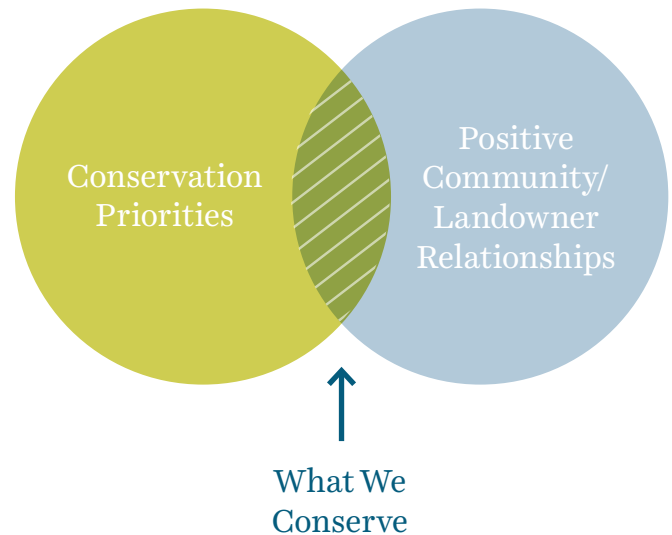 Conservation
Priorities
Positive
Community/
Landowner
Relationships
What We
Conserve